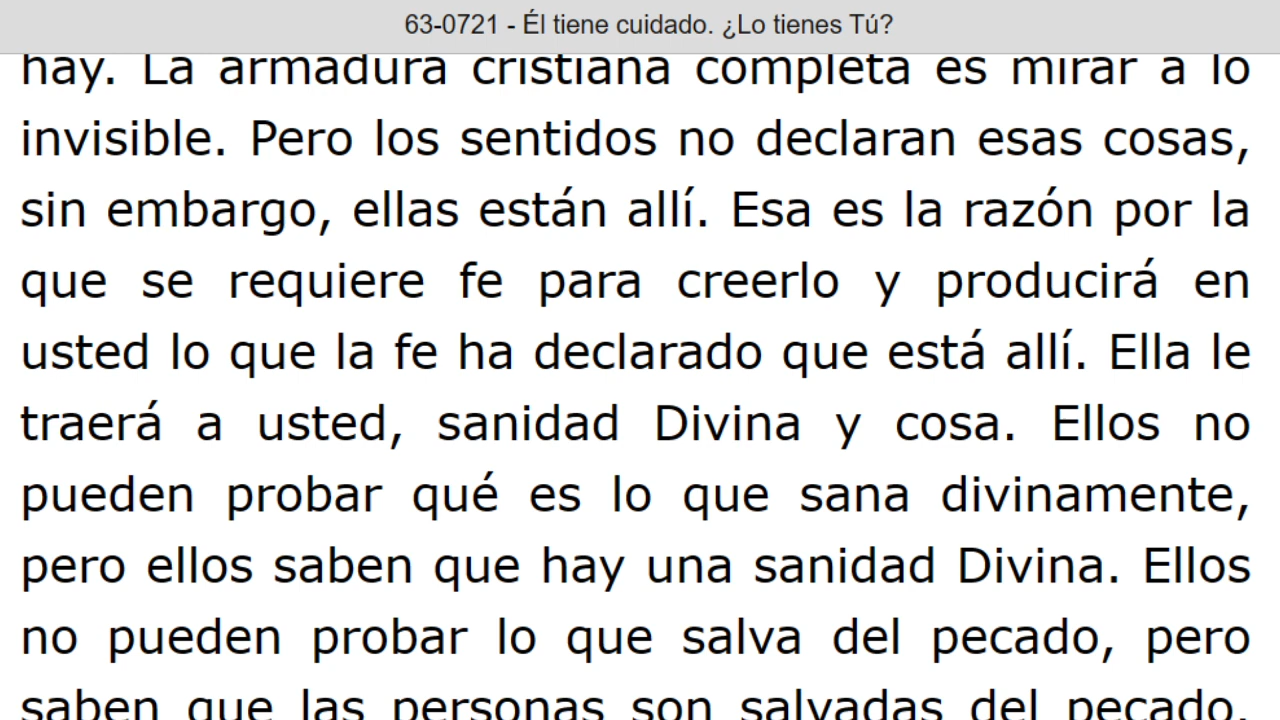 63-0721 - Él tiene cuidado. ¿Lo tienes Tú?
hay. La armadura cristiana completa es mirar a lo
invisible. Pero los sentidos no declaran esas cosas,
sin embargo, ellas están allí. Esa es la razón por la
que se requiere fe para creerlo y producirá en
usted lo que la fe ha declarado que está allí. Ella le
traerá a usted, sanidad Divina y cosa. Ellos no
pueden probar qué es lo que sana divinamente,
pero ellos saben que hay una sanidad Divina. Ellos
no pueden probar lo que salva del pecado, pero
saben que las personas son salvadas del pecado.